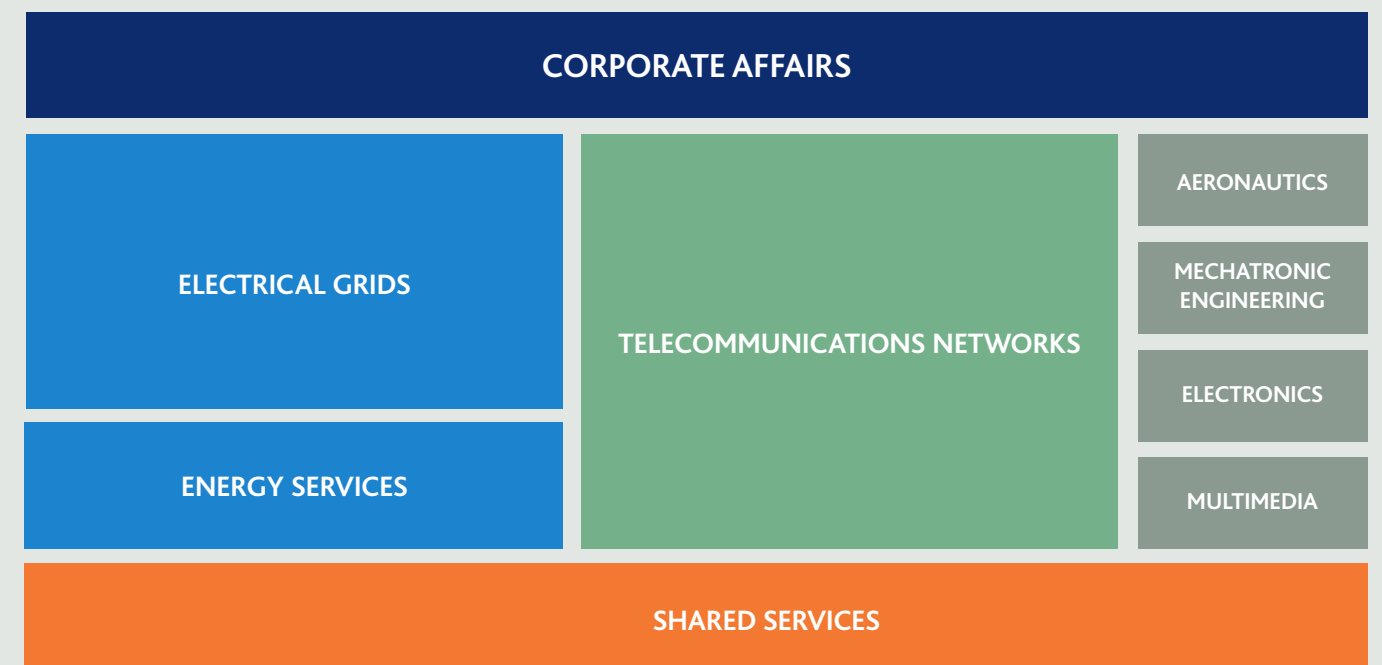 CORPORATE AFFAIRS
ELECTRICAL GRIDS
ENERGY SERVICES
TELECOMMUNICATIONS NETWORKS
AERONAUTICS
MECHATRONIC
ENGINEERING
ELECTRONICS
MULTIMEDIA
SHARED SERVICES